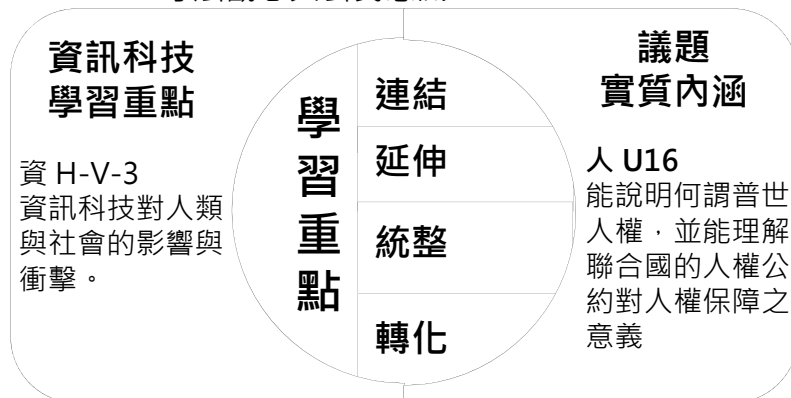 資訊科技
學習重點
資 H-V-3
資訊科技對人類
與社會的影響與
衝擊。
學習重點
連結
延伸
統整
轉化
議題
實質內涵
人 U16
能說明何謂普世
人權，並能理解
聯合國的人權公
約對人權保障之
意義